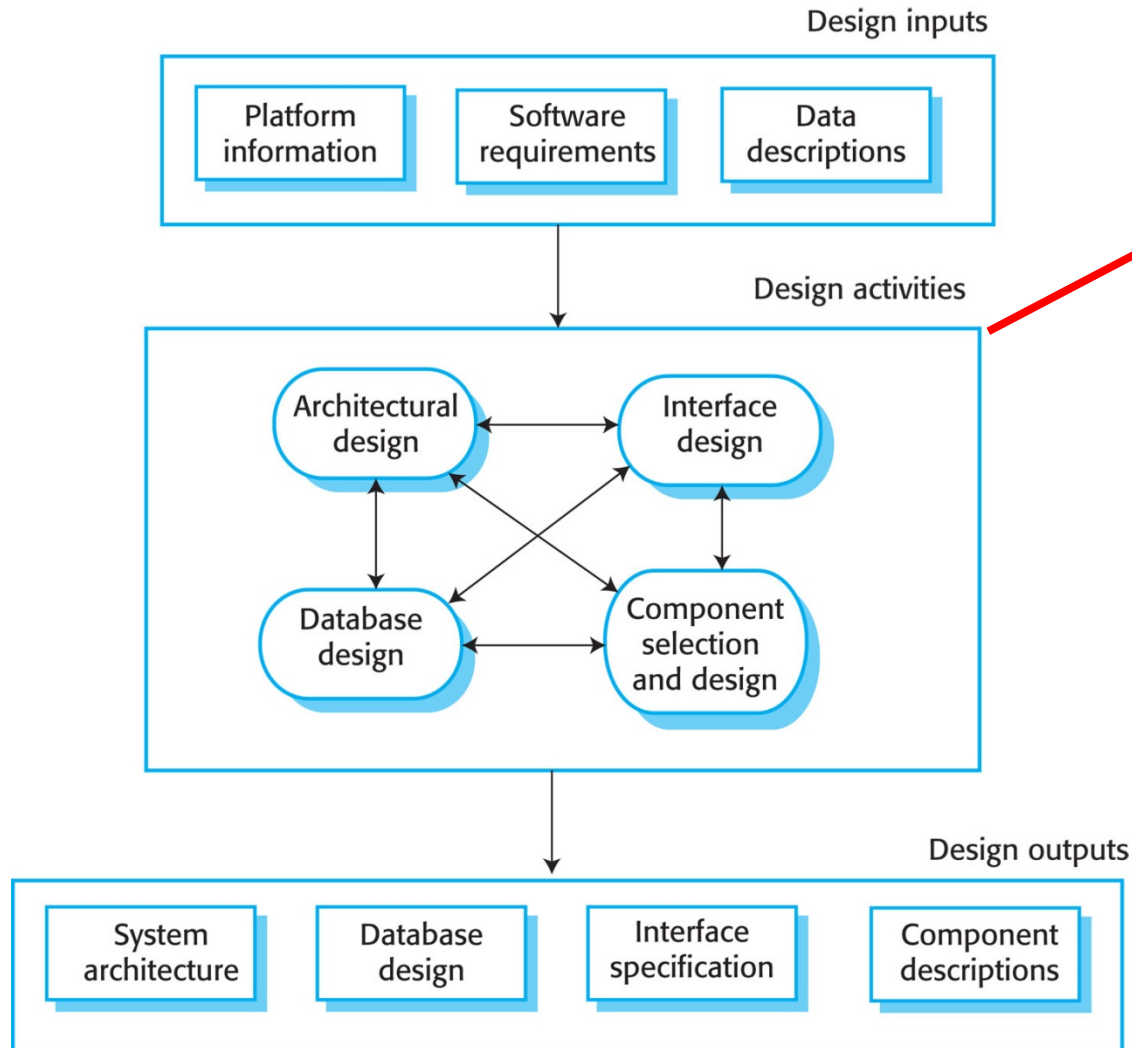 Design inputs
Platform
information
Software
requirements
Data
descriptions
Design activities
Architectural
design
Interface
design
Database
design
Component
selection
and design
Design outputs
System
architecture
Database
design
Interface
specification
Component
descriptions